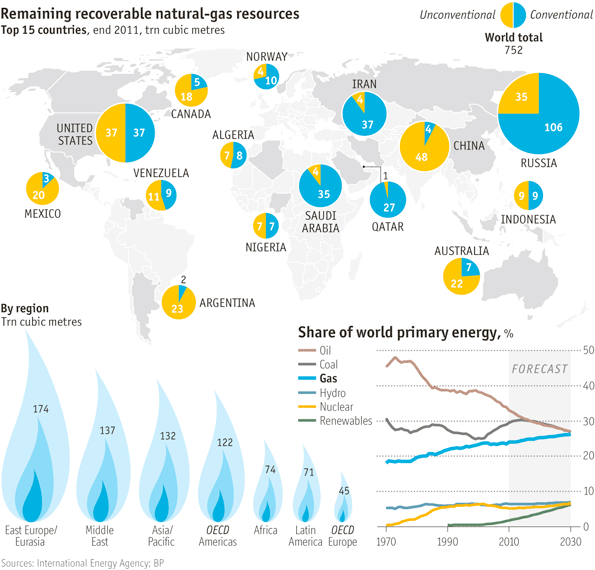 Remaining recoverable natural-gas resources
Top 15 countries, end 2011, trn cubic metres
Unconventional Conventional
World total
752
NORWAY
4 10
CANADA
5
18
UNITED STATES
37 37
MEXICO
3
20
VENEZUELA
11 9
ARGENTINA
2
23
ALGERIA
7 8
NIGERIA
7 7
SAUDI ARABIA
4
35
IRAN
4
37
QATAR
1
27
CHINA
4
48
RUSSIA
35
106
INDONESIA
9 9
AUSTRALIA
7
22
By region
Trn cubic metres
174
East Europe/
Eurasia
137
Middle
East
132
Asia/
Pacific
122
OECD
Americas
74
Africa
71
Latin
America
45
OECD
Europe
Share of world primary energy, %
Oil
Coal
Gas
Hydro
Nuclear
Renewables
FORECAST
50
40
30
20
10
0
1970 1990 2010 2030
Sources: International Energy Agency; BP